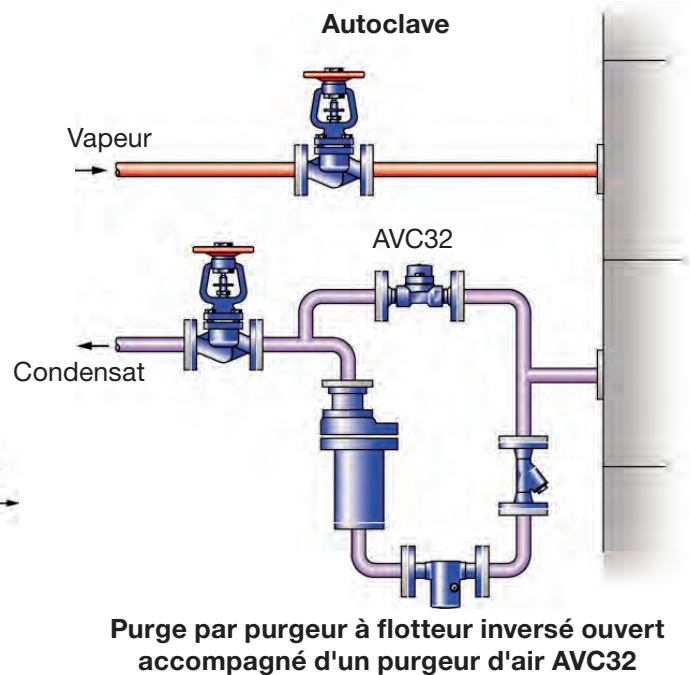 Autoclave
Vapeur
AVC32
Condensat
Purge par purgeur à flotteur inversé ouvert
accompagné d'un purgeur d'air AVC32